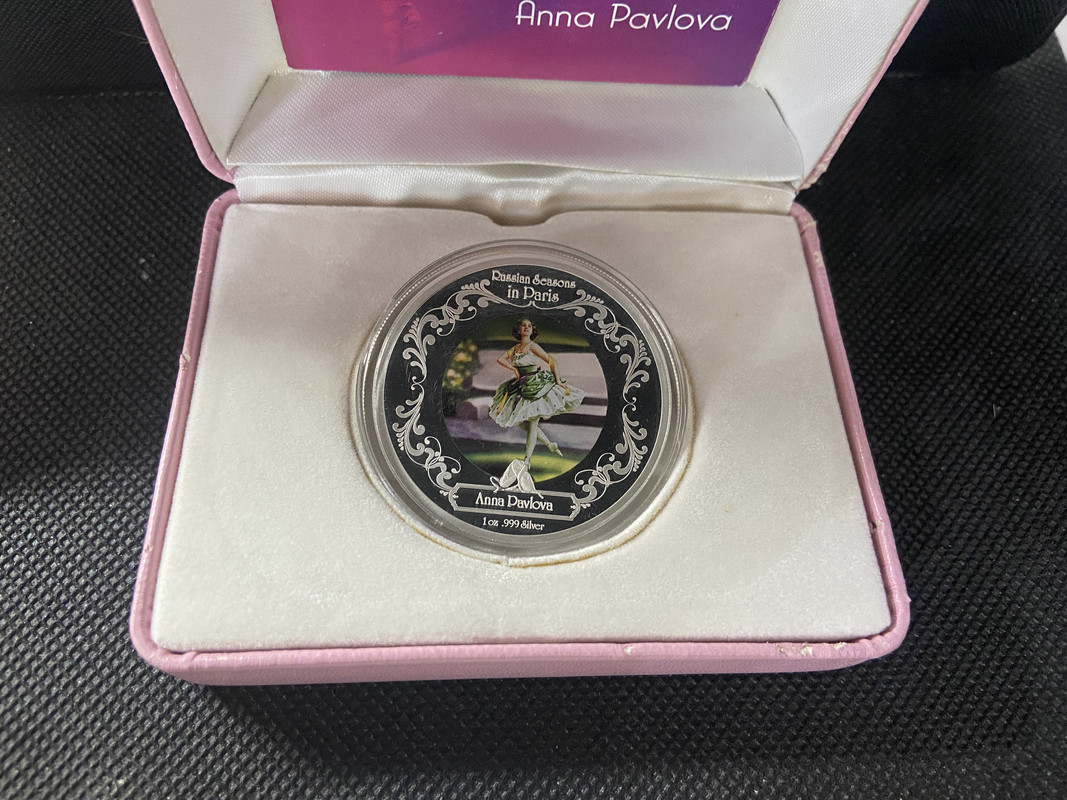 Anna Pavlova
Russian Seasons
in Paris
Anna Pavlova
1 oz .999 Silver